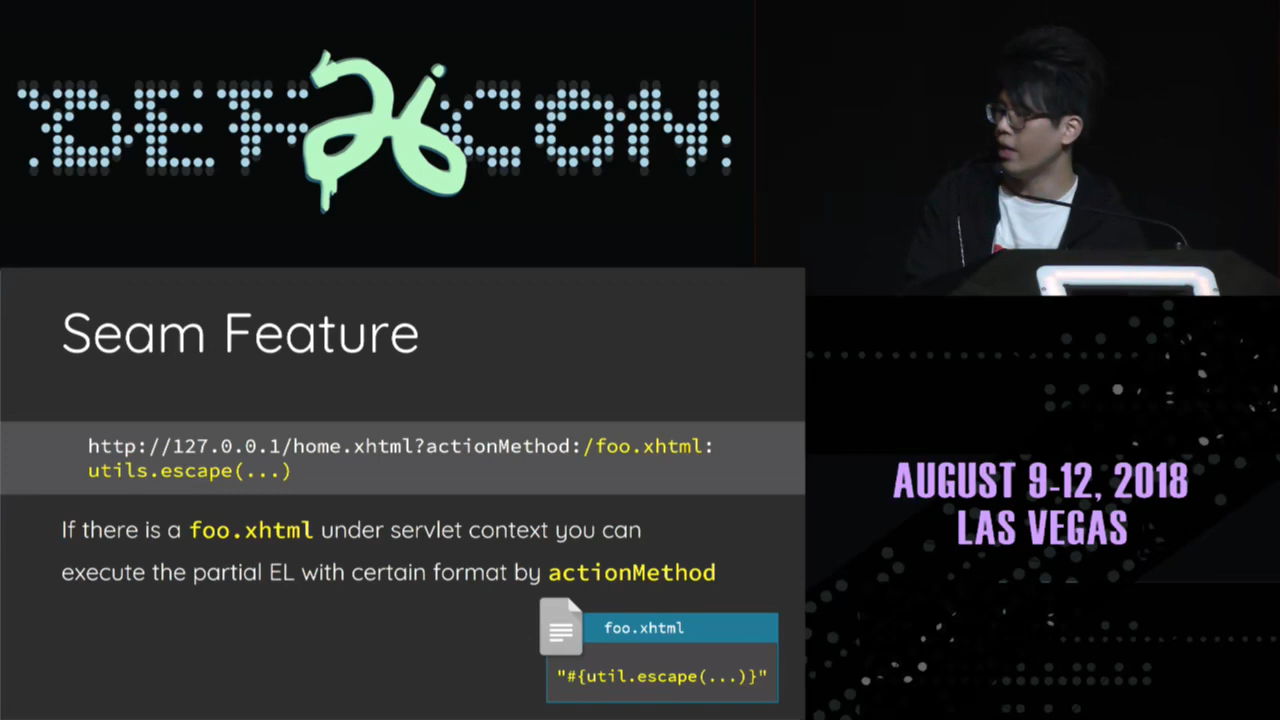 DEF 26 CON
Seam Feature
http://127.0.0.1/home.xhtml?actionMethod:/foo.xhtml:
utils.escape(...)
If there is a foo.xhtml under servlet context you can
execute the partial EL with certain format by actionMethod
foo.xhtml
"#{util.escape(...)}"
AUGUST 9-12, 2018
LAS VEGAS